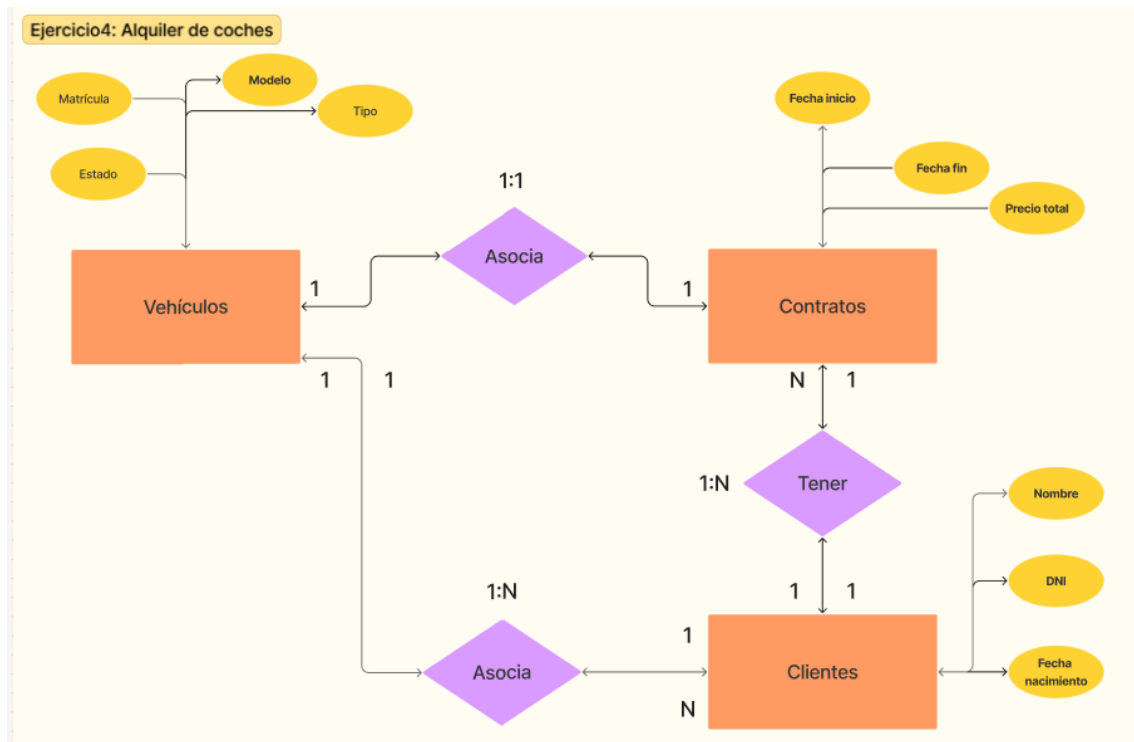 Ejercicio4: Alquiler de coches
Modelo
Matrícula
Tipo
Estado
Fecha inicio
Fecha fin
Precio total
1:1
Asocia
Vehículos
1
1
Contratos
1
1
N
1
1:N
Tener
Nombre
DNI
1:N
1
1
1
Asocia
Clientes
Fecha
nacimiento
N